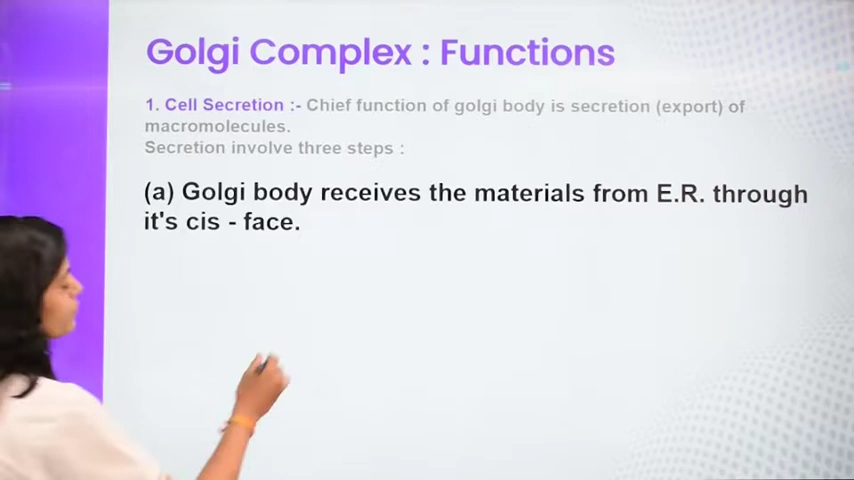 Golgi Complex : Functions
1. Cell Secretion :- Chief function of golgi body is secretion (export) of
macromolecules.
Secretion involve three steps :
(a) Golgi body receives the materials from E.R. through
it's cis - face.